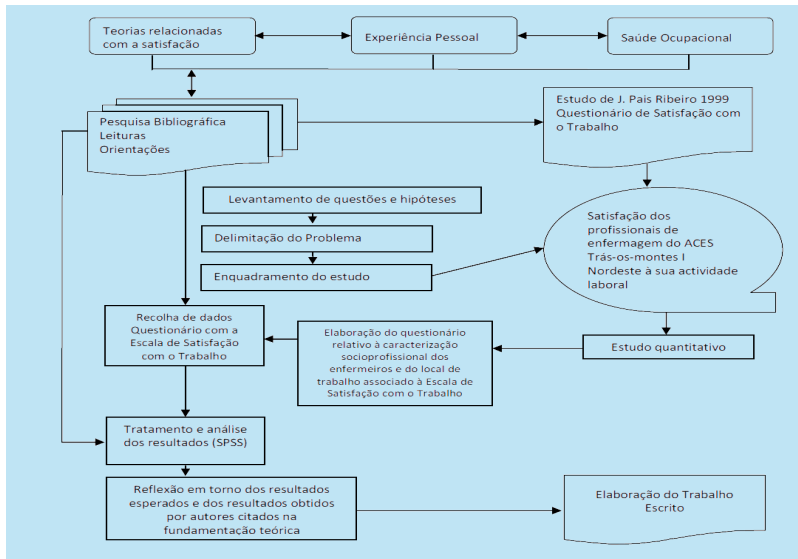 Teorias relacionadas
com a satisfação
Experiência Pessoal
Saúde Ocupacional
Pesquisa Bibliográfica
Leituras
Orientações
Estudo de J. Pais Ribeiro 1999
Questionário de Satisfação com
o Trabalho
Levantamento de questões e hipóteses
Delimitação do Problema
Enquadramento do estudo
Satisfação dos
profissionais de
enfermagem do ACES
Trás-os-montes I
Nordeste à sua actividade
laboral
Recolha de dados
Questionário com a
Escala de Satisfação
com o Trabalho
Elaboração do questionário
relativo à caracterização
socioprofissional dos
enfermeiros e do local de
trabalho associado à Escala de
Satisfação com o Trabalho
Estudo quantitativo
Tratamento e análise
dos resultados (SPSS)
Reflexão em torno dos resultados
esperados e dos resultados obtidos
por autores citados na
fundamentação teórica
Elaboração do Trabalho
Escrito